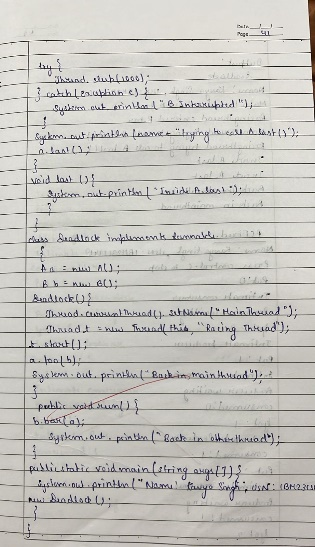 Date / /
Page 41
try {
Thread.sleep(1000);
} catch (Exception e) {
System.out.println("B Interrupted");
}
System.out.println(name + "trying to call A.last()");
a.last();
}
void last(){
System.out.println("Inside A.last");
}
}
class Deadlock implements Runnable
{
A a = new A();
B b = new B();
Deadlock(){
Thread.currentThread().setName("MainThread");
Thread t = new Thread(this, "Racing Thread");
t.start();
a.foo(b);
System.out.println("Back in main thread");
}
public void run() {
b.bar(a);
System.out.println("Back in other thread");
}
public static void main(String args[]) {
System.out.println("Name: Singh, USN:
new Deadlock();
}
}